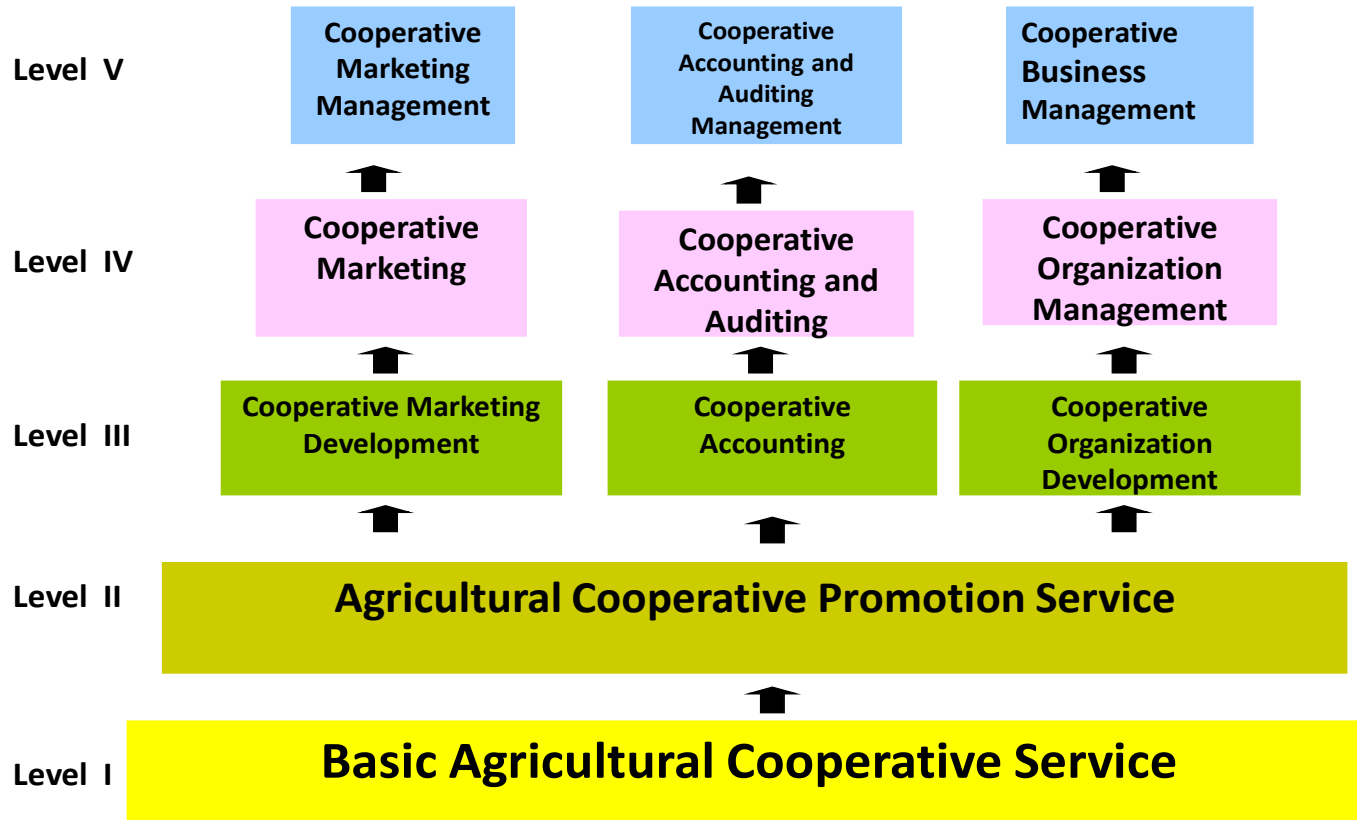 Level V
Cooperative
Marketing
Management
Cooperative
Accounting and
Auditing
Management
Cooperative
Business
Management
Level IV
Cooperative
Marketing
Cooperative
Accounting and
Auditing
Cooperative
Organization
Management
Level III
Cooperative Marketing
Development
Cooperative
Accounting
Cooperative
Organization
Development
Level II
Agricultural Cooperative Promotion Service
Level I
Basic Agricultural Cooperative Service